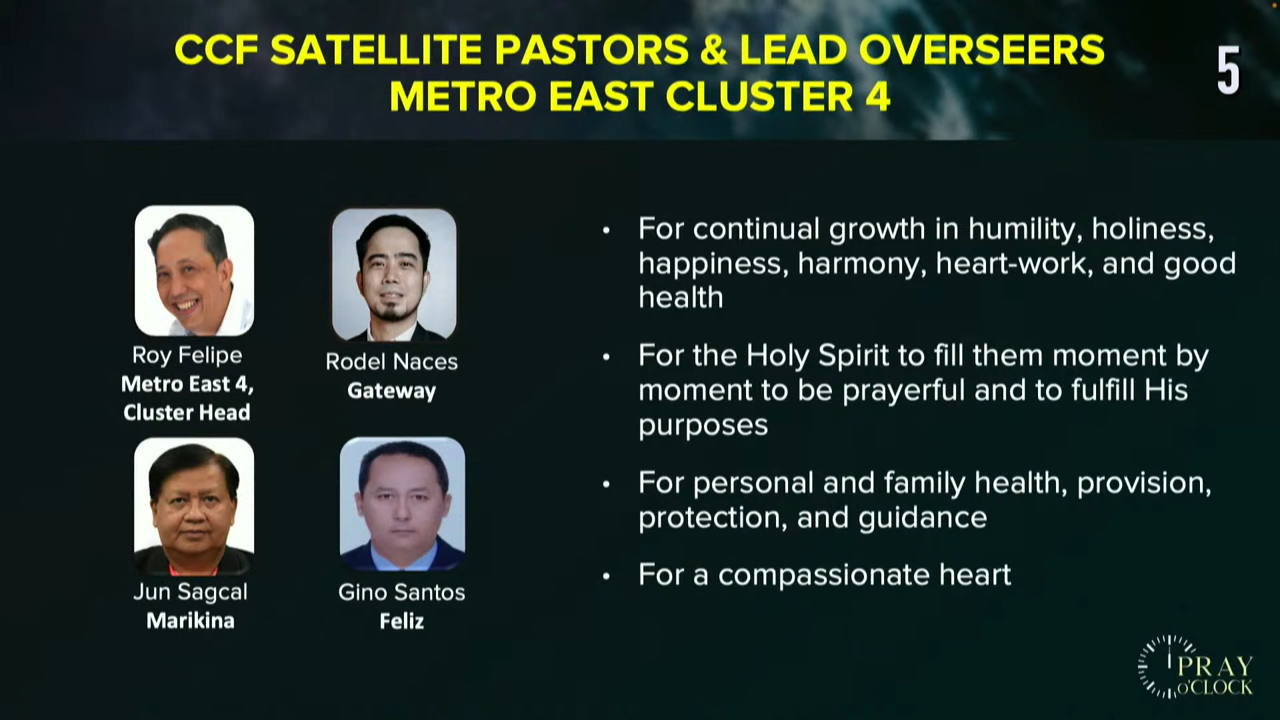 CCF SATELLITE PASTORS & LEAD OVERSEERS
METRO EAST CLUSTER 4
5
Roy Felipe
Metro East 4,
Cluster Head
Rodel Naces
Gateway
Jun Sagcal
Marikina
Gino Santos
Feliz
• For continual growth in humility, holiness,
happiness, harmony, heart-work, and good
health
• For the Holy Spirit to fill them moment by
moment to be prayerful and to fulfill His
purposes
• For personal and family health, provision,
protection, and guidance
• For a compassionate heart
PRAY
O'CLOCK